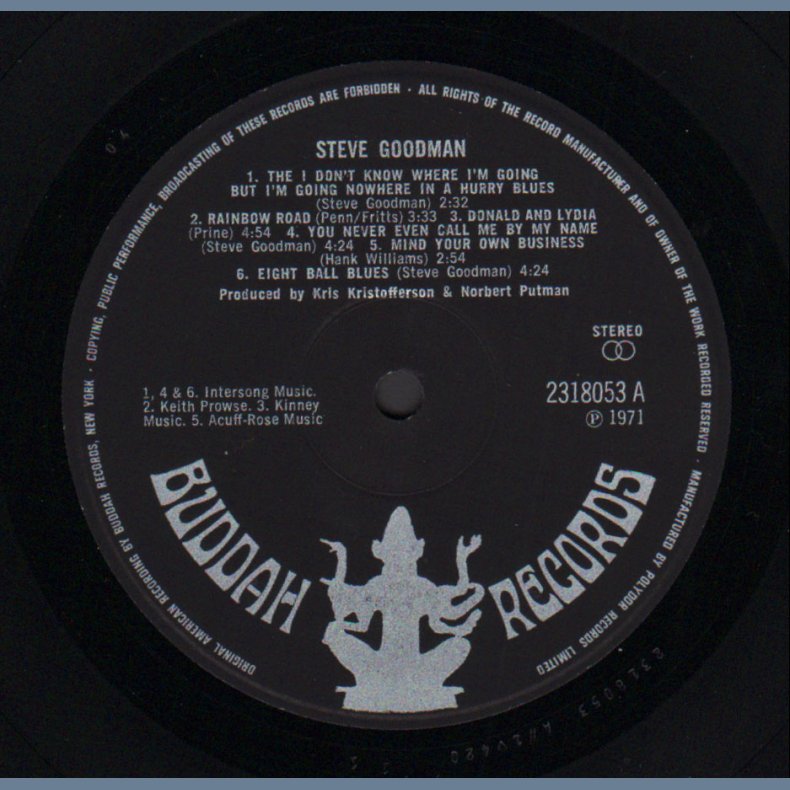 COPYING, PUBLIC PERFORMANCE, BROADCASTING OF THESE RECORDS ARE FORBIDDEN · ALL RIGHTS OF THE RECORD MANUFACTURER AND OF OWNER OF THE WORK RECORDED RESERVED ·
STEVE GOODMAN
1. THE I DON'T KNOW WHERE I'M GOING
BUT I'M GOING NOWHERE IN A HURRY BLUES
(Steve Goodman) 2:32
2. RAINBOW ROAD (Penn/Fritts) 3:33 3. DONALD AND LYDIA
(Prine) 4:54 4. YOU NEVER EVEN CALL ME BY MY NAME
(Steve Goodman) 4:24 5. MIND YOUR OWN BUSINESS
(Hank Williams) 2:54
6. EIGHT BALL BLUES (Steve Goodman) 4:24
Produced by Kris Kristofferson & Norbert Putman
STEREO
1, 4 & 6. Intersong Music.
2. Keith Prowse. 3. Kinney
Music. 5. Acuff-Rose Music
2318053 A
℗ 1971
BUDDAH RECORDS
ORIGINAL AMERICAN RECORDING BY BUDDAH RECORDS, NEW YORK ·
MANUFACTURED BY POLYDOR RECORDS LIMITED
04
2318053